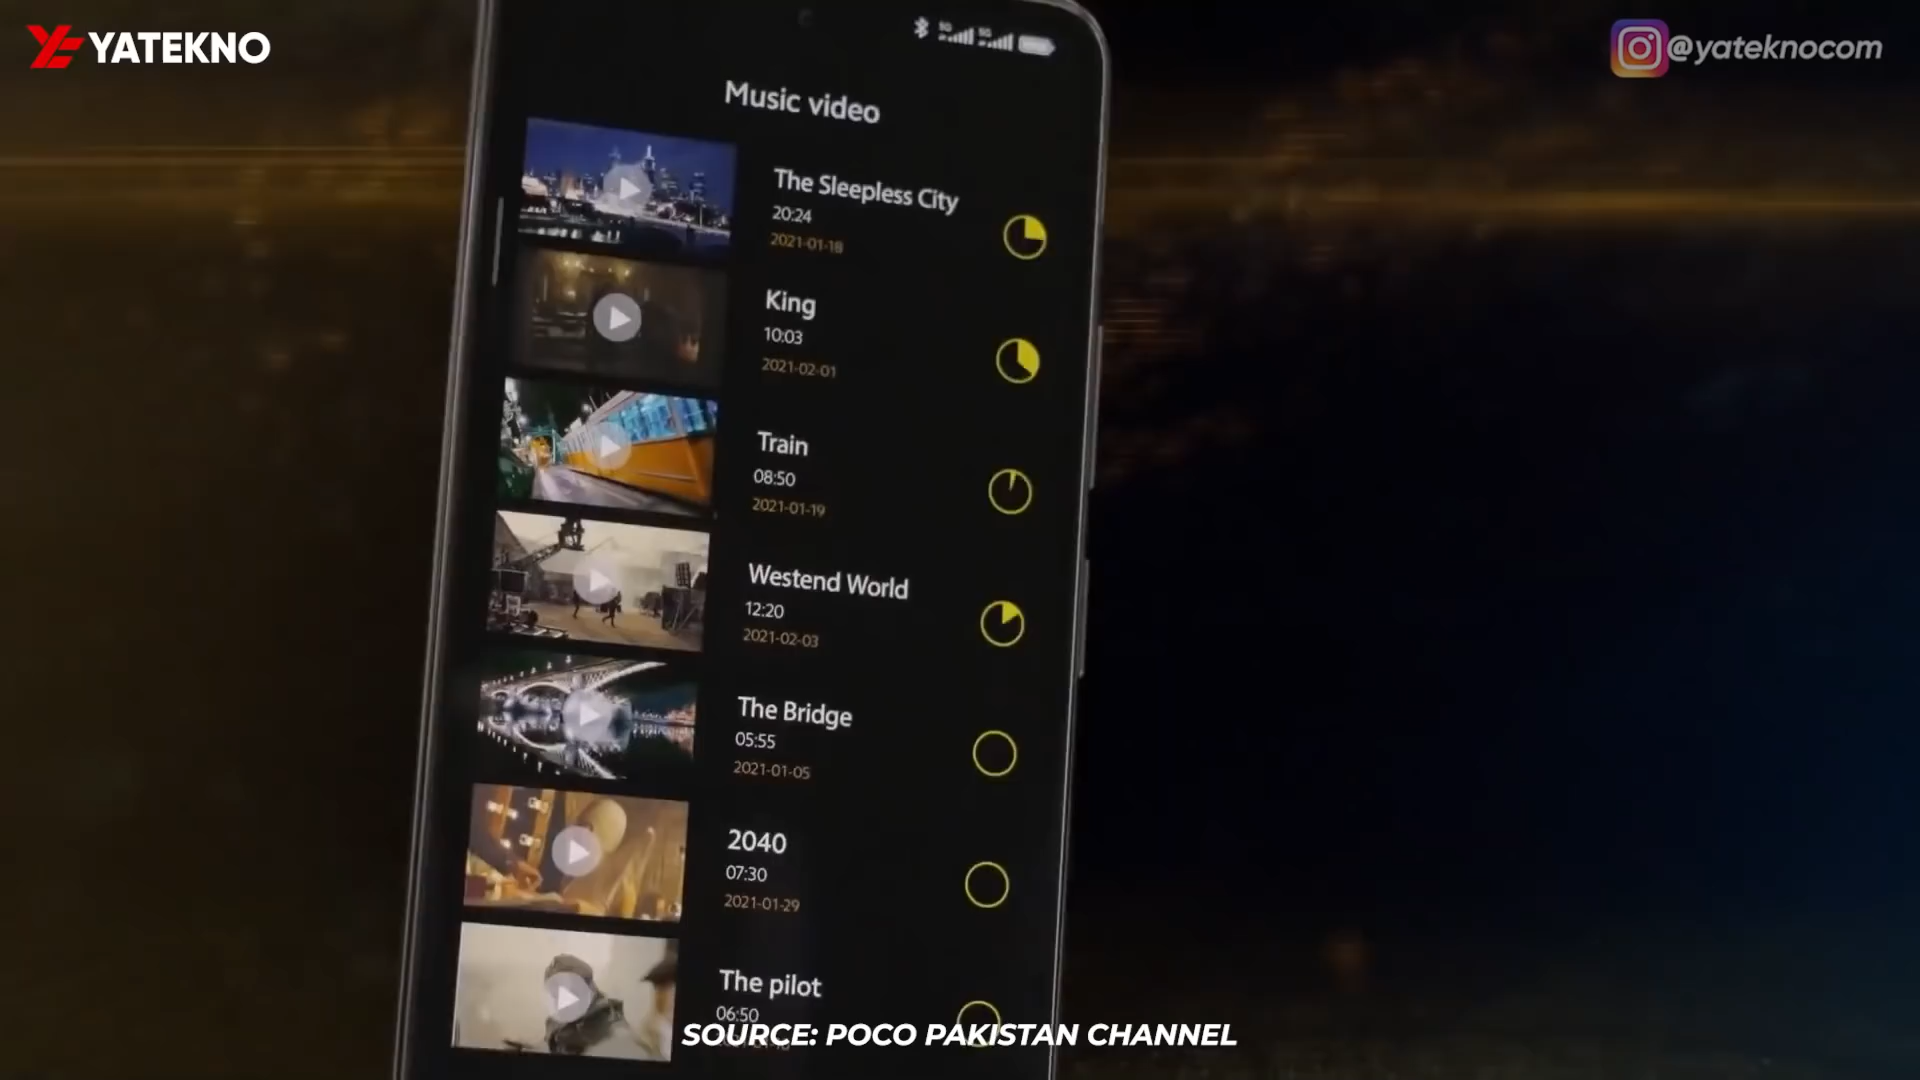 YATEKNO
@yateknocom
5G 5G
Music video
The Sleepless City
20:24
2021-01-18
King
10:03
2021-02-01
Train
08:50
2021-01-19
Westend World
12:20
2021-02-03
The Bridge
05:55
2021-01-05
2040
07:30
2021-01-29
The pilot
06:50
SOURCE: POCO PAKISTAN CHANNEL